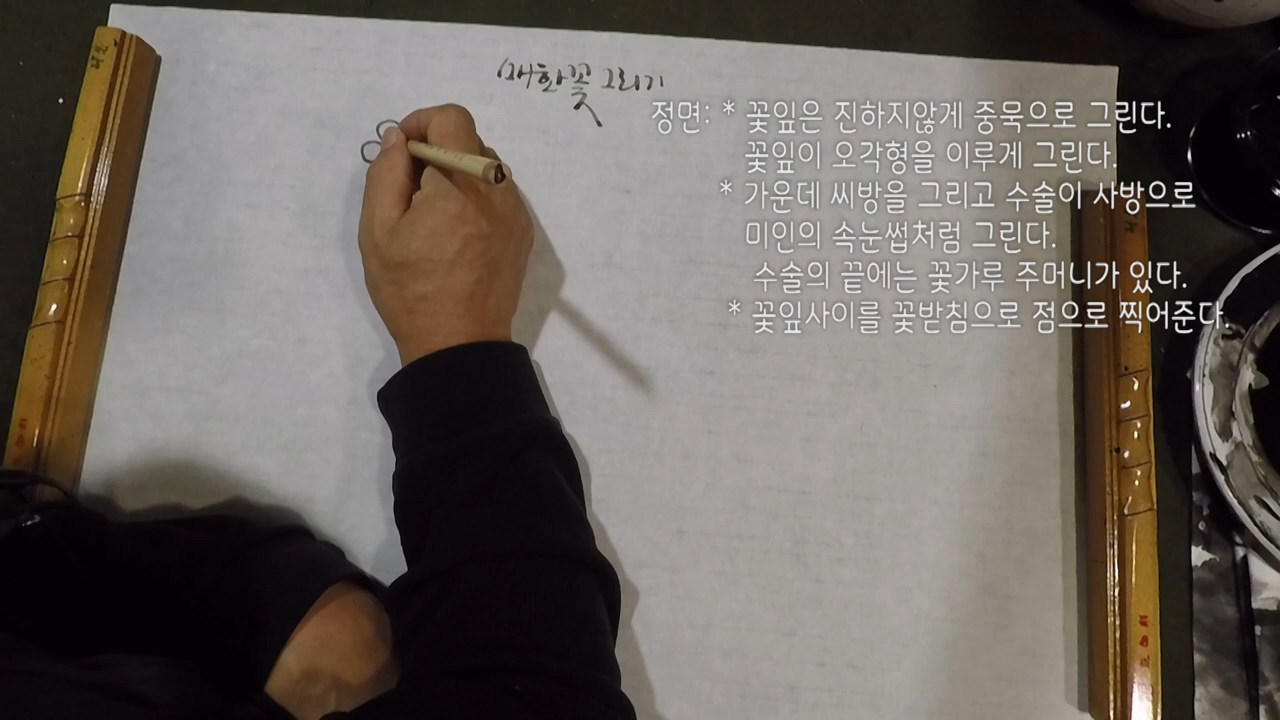 매화꽃 그리기
정면: * 꽃잎은 진하지않게 중묵으로 그린다.
꽃잎이 오각형을 이루게 그린다.
* 가운데 씨방을 그리고 수술이 사방으로
미인의 속눈썹처럼 그린다.
수술의 끝에는 꽃가루 주머니가 있다.
* 꽃잎사이를 꽃받침으로 점으로 찍어준다.